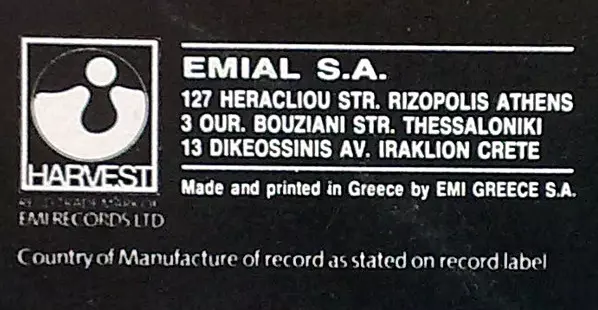 HARVEST
REG. TRADE MARK OF
EMI RECORDS LTD
EMIAL S.A.
127 HERACLIOU STR. RIZOPOLIS ATHENS
3 OUR. BOUZIANI STR. THESSALONIKI
13 DIKEOSSINIS AV. IRAKLION CRETE
Made and printed in Greece by EMI GREECE S.A.
Country of Manufacture of record as stated on record label